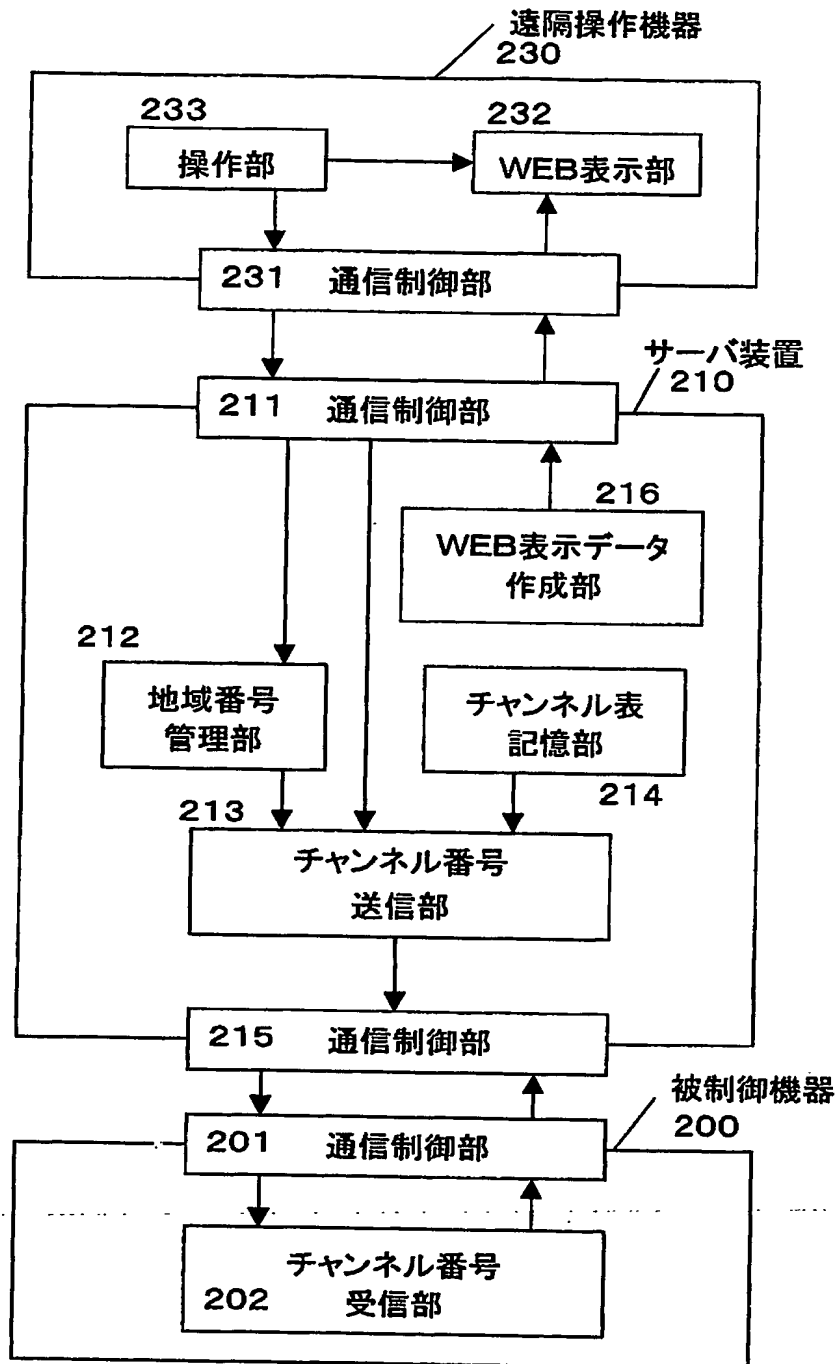 遠隔操作機器
230
233
232
操作部
WEB表示部
231 通信制御部
サーバ装置
210
211 通信制御部
216
WEB表示データ
作成部
212
地域番号
管理部
チャンネル表
記憶部
214
213
チャンネル番号
送信部
215 通信制御部
被制御機器
200
201 通信制御部
チャンネル番号
202 受信部